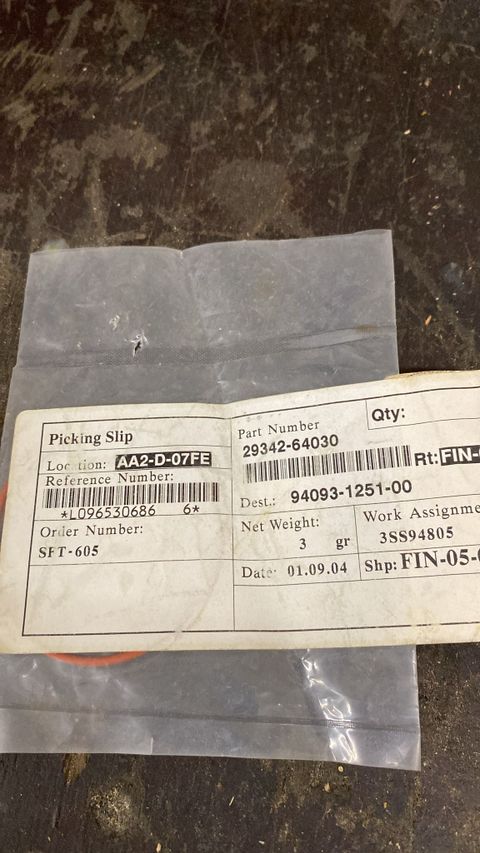 Picking Slip
Location: AA2-D-07FE
Reference Number:
*L096530686 6*
Order Number:
SFT-605
Part Number
29342-64030
Qty:
Rt: FIN-
Dest.: 94093-1251-00
Net Weight:
3 gr
Work Assignme
3SS94805
Date: 01.09.04
Shp: FIN-05-